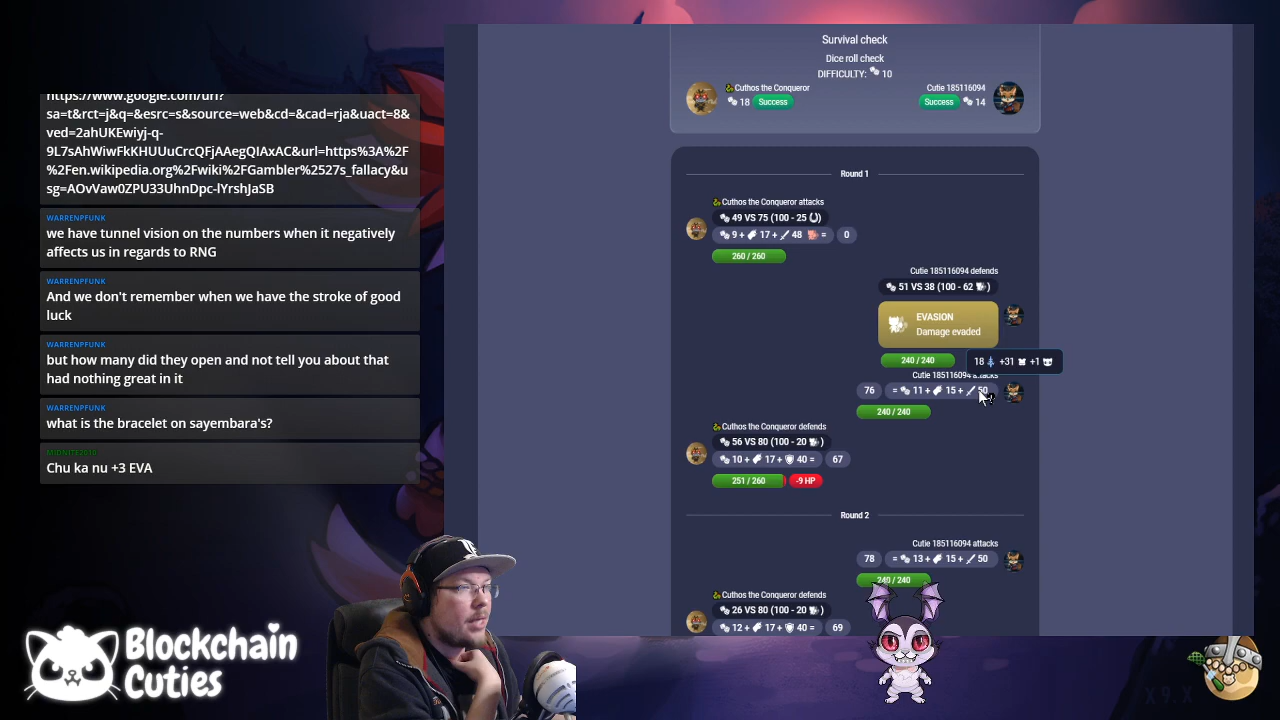 https://www.google.com/url?
sa=t&rct=j&q=&esrc=s&source=web&cd=&cad=rja&uact=8&
ved=2ahUKEwiyj-q-
9L7sAhWiwFkKHUUuCrcQFjAAegQIAxAC&url=https%3A%2F
%2Fen.wikipedia.org%2Fwiki%2FGambler%2527s_fallacy&u
sg=AOvVaw0ZPU33UhnDpc-lYrshJaSB
WARRENPFUNK
we have tunnel vision on the numbers when it negatively
affects us in regards to RNG
WARRENPFUNK
And we don't remember when we have the stroke of good
luck
WARRENPFUNK
but how many did they open and not tell you about that
had nothing great in it
WARRENPFUNK
what is the bracelet on sayembara's?
MIDNITE2010
Chu ka nu +3 EVA
Survival check
Dice roll check
DIFFICULTY: 10
Cuthos the Conqueror
18 Success
Cutie 185116094
Success 14
Round 1
Cuthos the Conqueror attacks
49 VS 75 (100 - 25 )
9 + 17 + 48 = 0
260 / 260
Cutie 185116094 defends
51 VS 38 (100 - 62 )
EVASION
Damage evaded
240 / 240
18 +31 +1
Cutie 185116094 attacks
76 = 11 + 15 + 50
240 / 240
Cuthos the Conqueror defends
56 VS 80 (100 - 20 )
10 + 17 + 40 = 67
251 / 260 -9 HP
Round 2
Cutie 185116094 attacks
78 = 13 + 15 + 50
240 / 240
Cuthos the Conqueror defends
26 VS 80 (100 - 20 )
12 + 17 + 40 = 69
Blockchain
Cuties